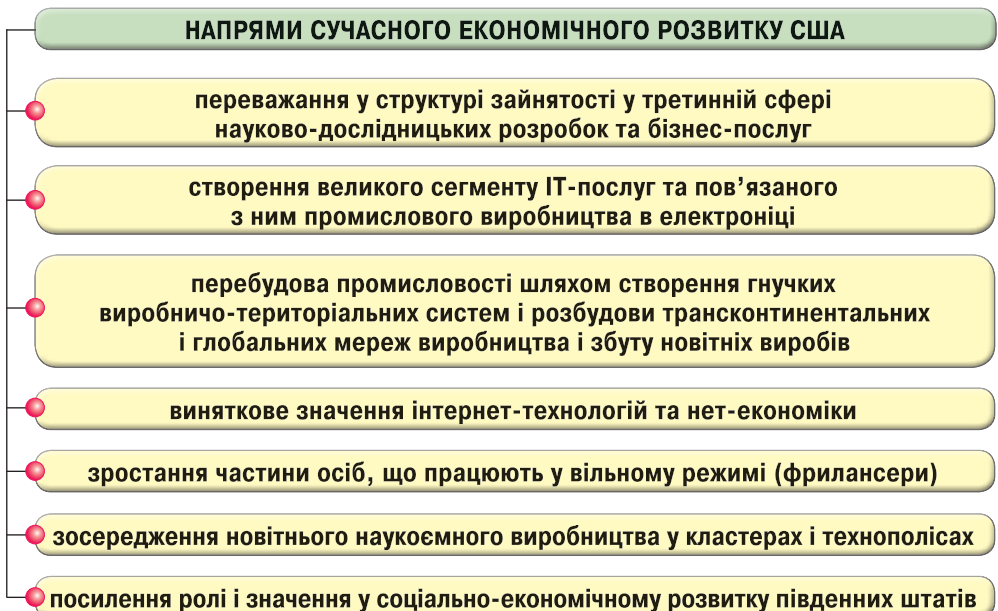 НАПРЯМИ СУЧАСНОГО ЕКОНОМІЧНОГО РОЗВИТКУ США
переважання у структурі зайнятості у третинній сфері
науково-дослідницьких розробок та бізнес-послуг
створення великого сегменту ІТ-послуг та пов’язаного
з ним промислового виробництва в електроніці
перебудова промисловості шляхом створення гнучких
виробничо-територіальних систем і розбудови трансконтинентальних
і глобальних мереж виробництва і збуту новітніх виробів
виняткове значення інтернет-технологій та нет-економіки
зростання частини осіб, що працюють у вільному режимі (фрилансери)
зосередження новітнього наукоємного виробництва у кластерах і технополісах
посилення ролі і значення у соціально-економічному розвитку південних штатів